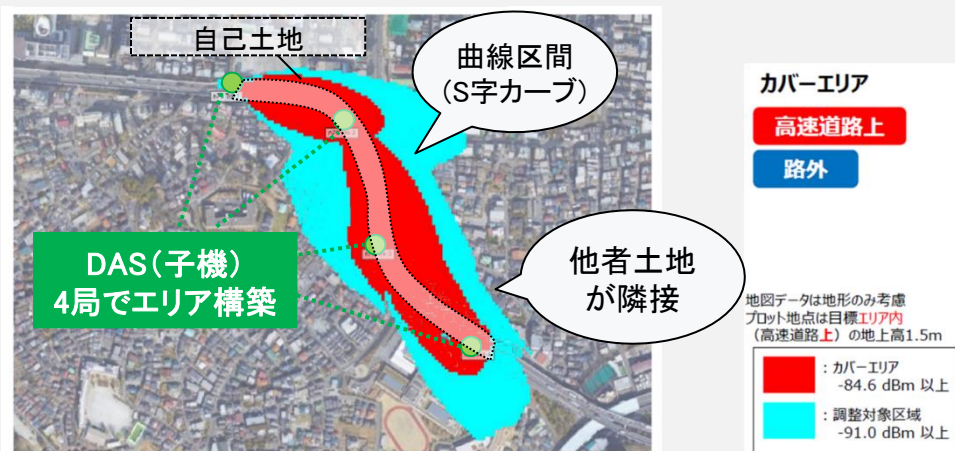 自己土地
曲線区間
(S字カーブ)
DAS(子機)
4局でエリア構築
他者土地
が隣接
カバーエリア
高速道路上
路外
地図データは地形のみ考慮
プロット地点は目標エリア内
(高速道路上)の地上高1.5m
：カバーエリア
-84.6 dBm 以上
：調整対象区域
-91.0 dBm 以上